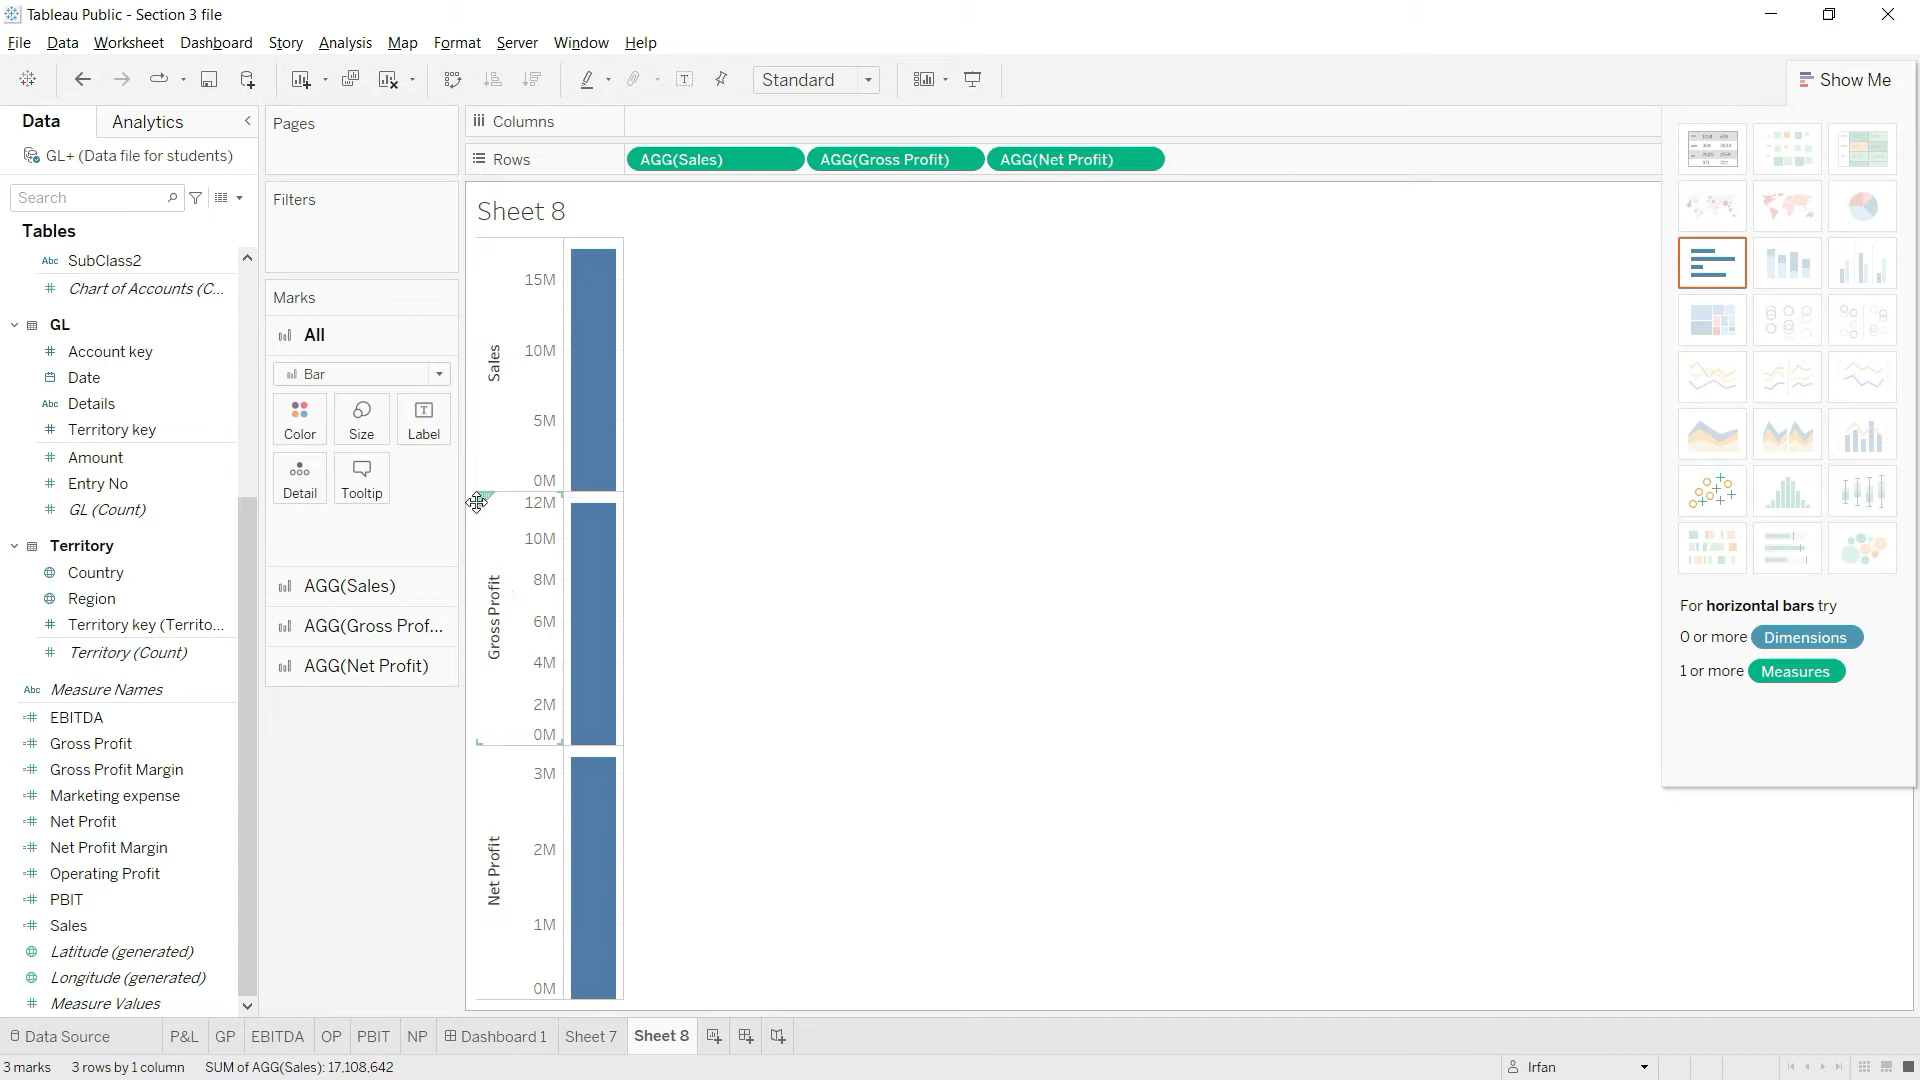 Tableau Public - Section 3 file
File Data Worksheet Dashboard Story Analysis Map Format Server Window Help
Standard
Show Me
Data
Analytics
Pages
Columns
GL+ (Data file for students)
Rows
AGG(Sales)
AGG(Gross Profit)
AGG(Net Profit)
Search
Filters
Tables
Sheet 8
Abc SubClass2
Chart of Accounts (C...
Marks
GL
All
Account key
Bar
Date
Abc Details
Color Size Label
Territory key
Amount
Entry No
Detail Tooltip
GL (Count)
Territory
Country
AGG(Sales)
Region
AGG(Gross Prof...
Territory key (Territo...
Territory (Count)
AGG(Net Profit)
Abc Measure Names
EBITDA
Gross Profit
Gross Profit Margin
Marketing expense
Net Profit
Net Profit Margin
Operating Profit
PBIT
Sales
Latitude (generated)
Longitude (generated)
Measure Values
Sales
15M
10M
5M
0M
Gross Profit
12M
10M
8M
6M
4M
2M
0M
Net Profit
3M
2M
1M
0M
For horizontal bars try
0 or more Dimensions
1 or more Measures
Data Source P&L GP EBITDA OP PBIT NP Dashboard 1 Sheet 7 Sheet 8
3 marks 3 rows by 1 column SUM of AGG(Sales): 17,108,642
Irfan